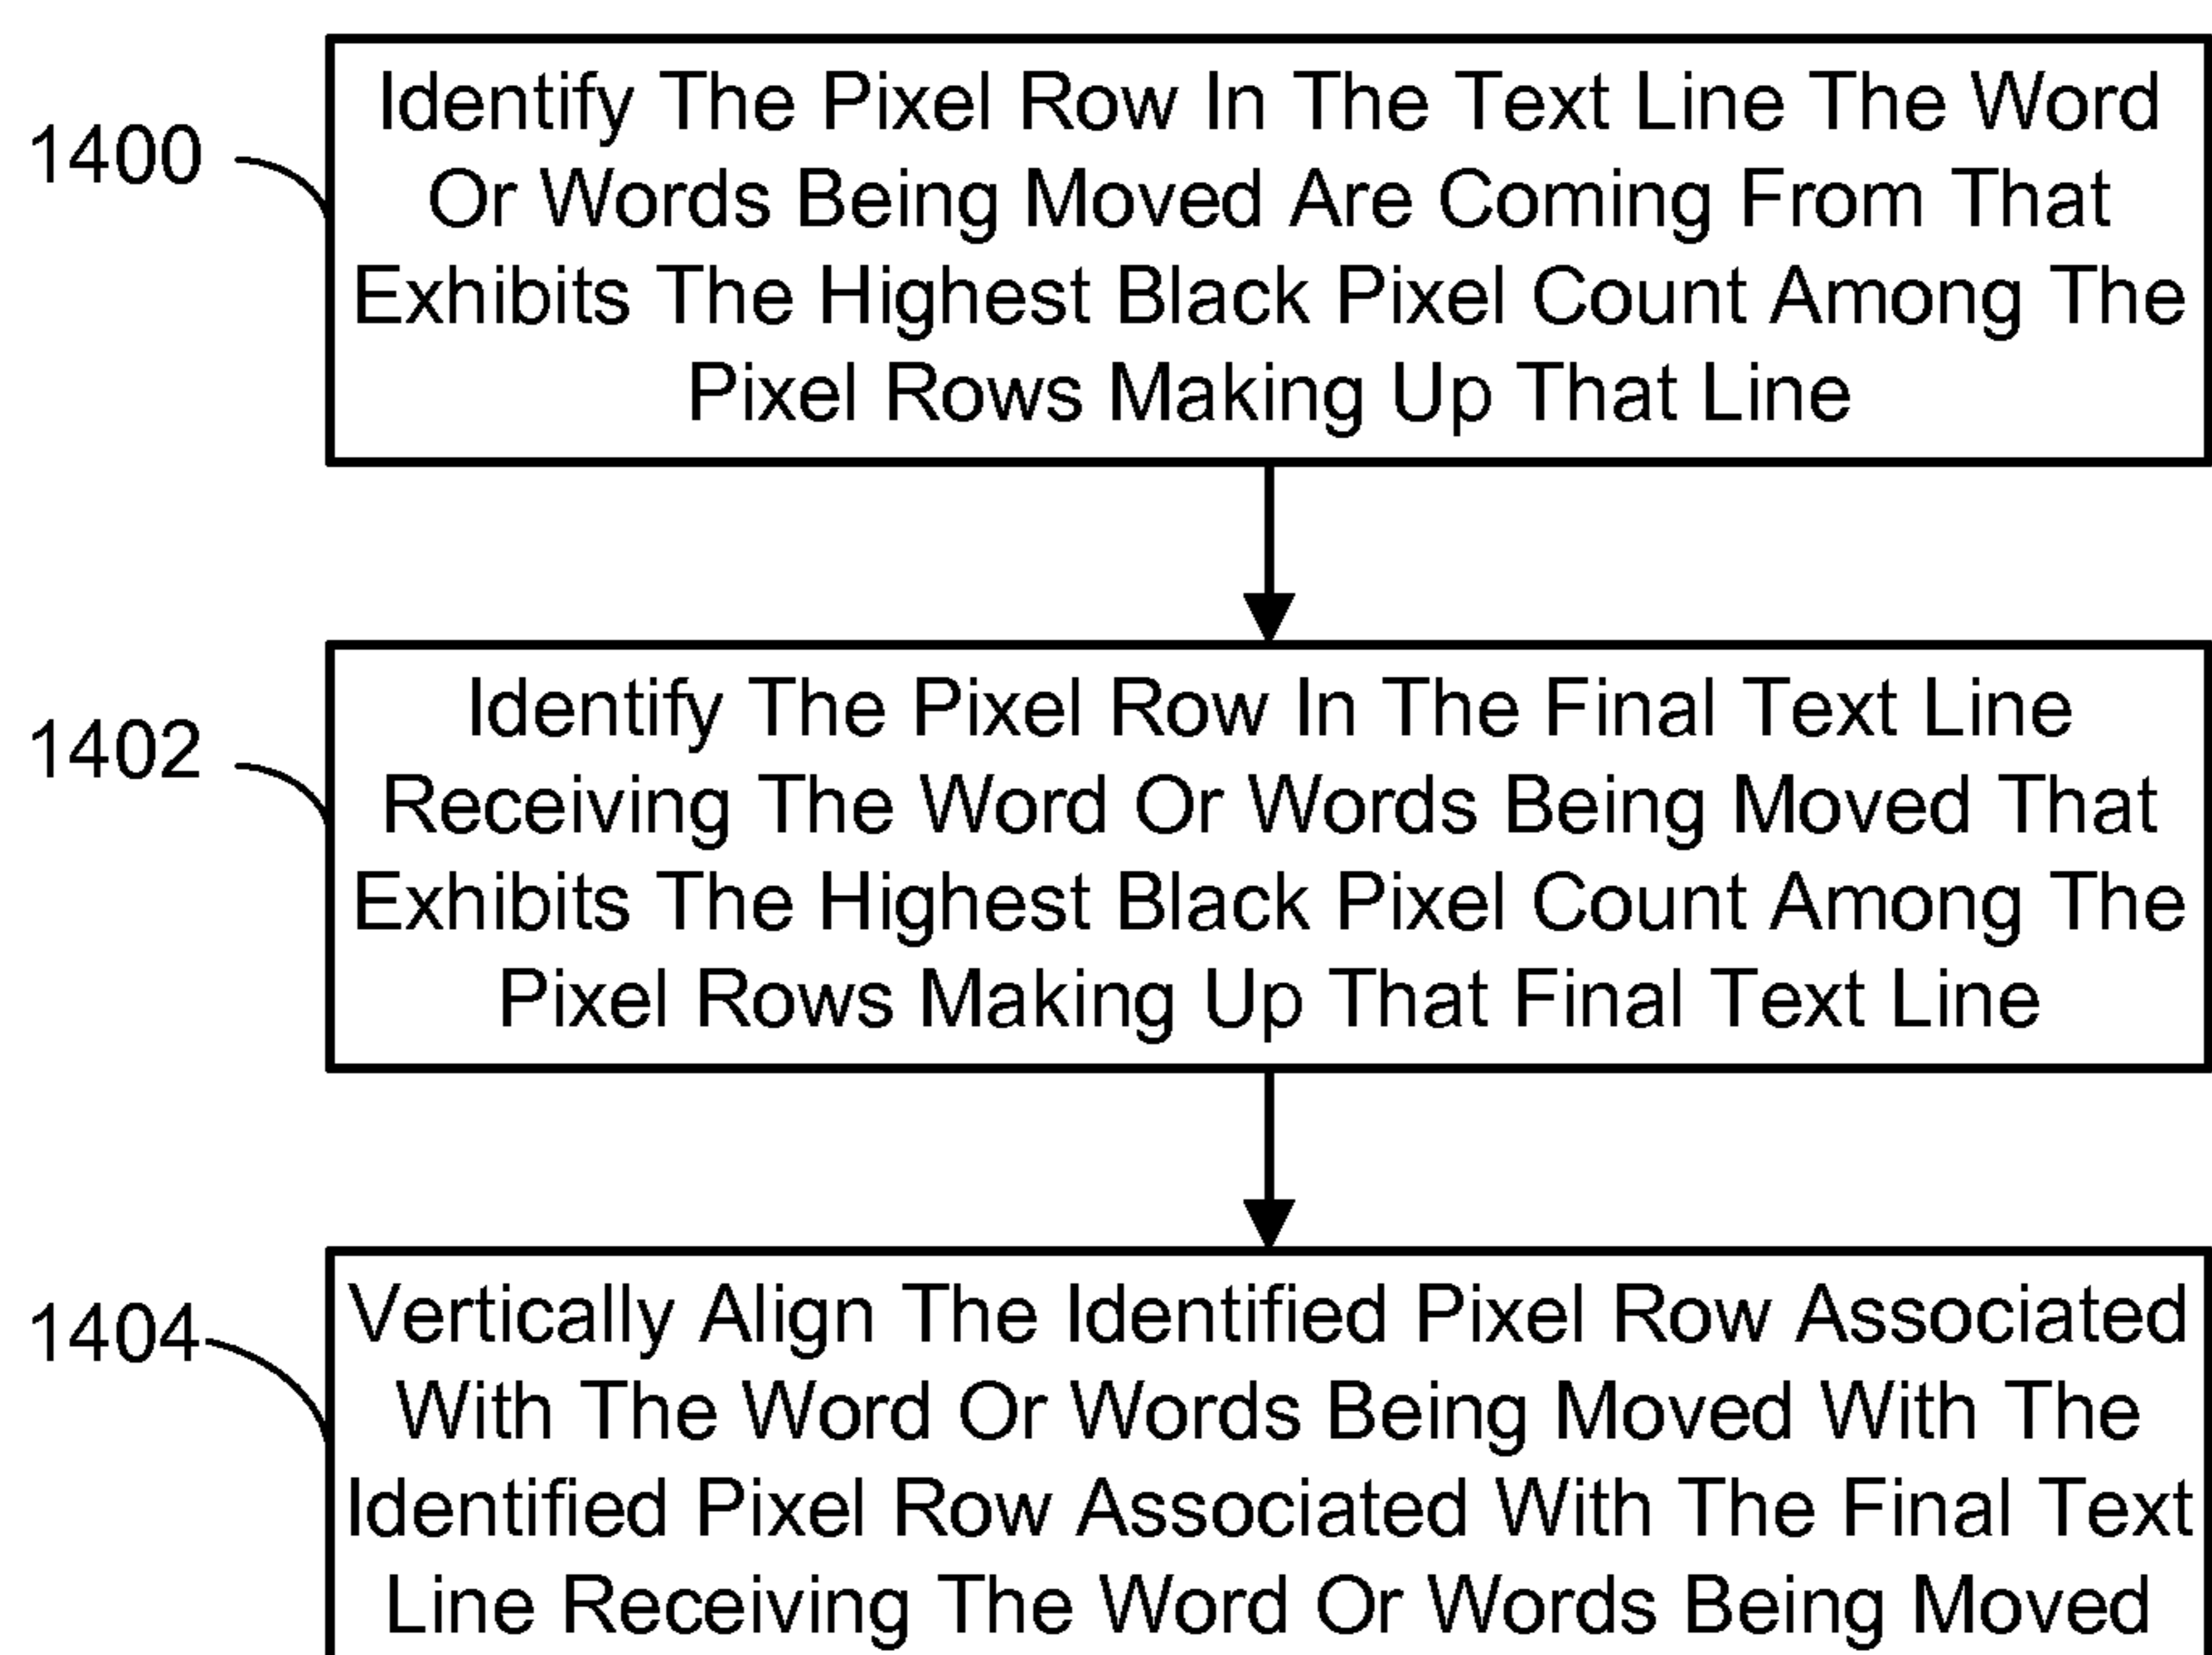 1400
Identify The Pixel Row In The Text Line The Word
Or Words Being Moved Are Coming From That
Exhibits The Highest Black Pixel Count Among The
Pixel Rows Making Up That Line
1402
Identify The Pixel Row In The Final Text Line
Receiving The Word Or Words Being Moved That
Exhibits The Highest Black Pixel Count Among The
Pixel Rows Making Up That Final Text Line
1404
Vertically Align The Identified Pixel Row Associated
With The Word Or Words Being Moved With The
Identified Pixel Row Associated With The Final Text
Line Receiving The Word Or Words Being Moved